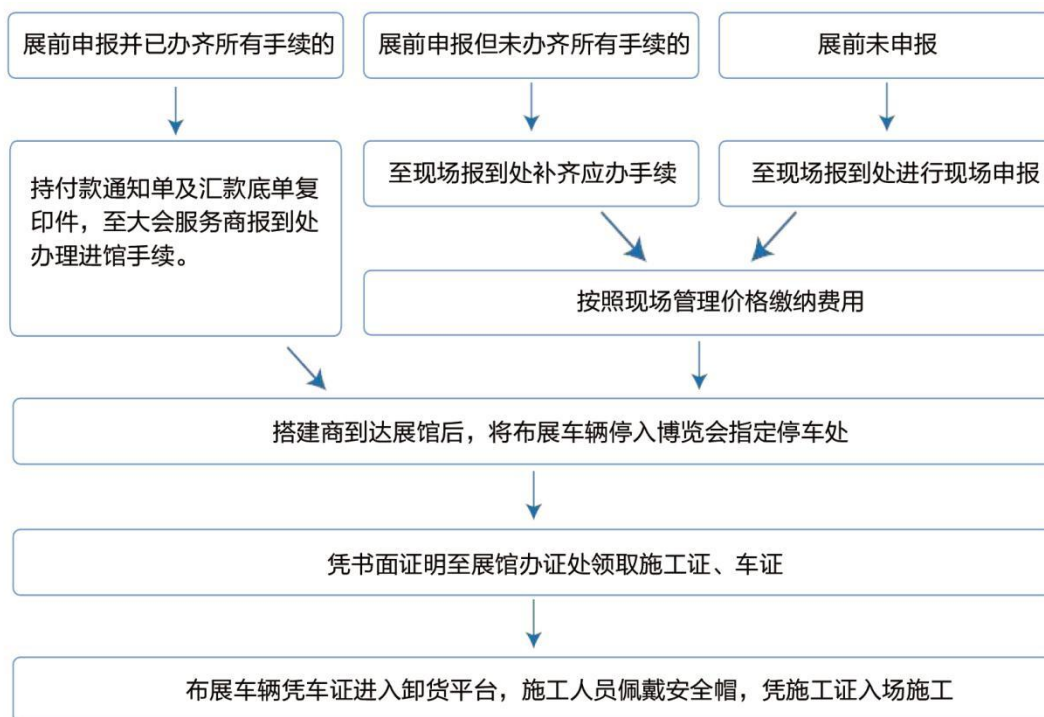 展前申报并已办齐所有手续的
展前申报但未办齐所有手续的
展前未申报
持付款通知单及汇款底单复
印件，至大会服务商报到处
办理进馆手续。
至现场报到处补齐应办手续
至现场报到处进行现场申报
按照现场管理价格缴纳费用
搭建商到达展馆后，将布展车辆停入博览会指定停车处
凭书面证明至展馆办证处领取施工证、车证
布展车辆凭车证进入卸货平台，施工人员佩戴安全帽，凭施工证入场施工